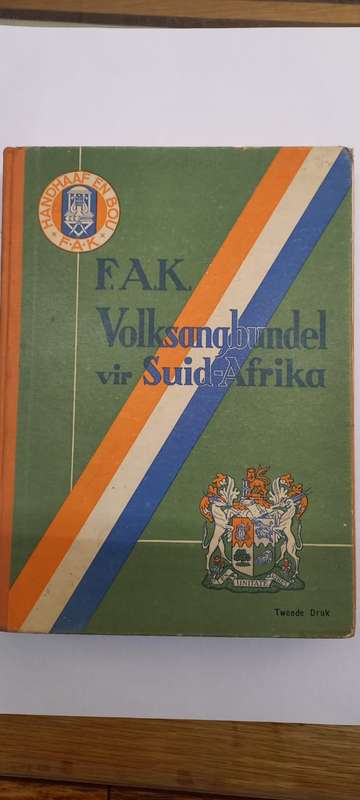 HANDHAAF EN BOU
F·A·K
F.A.K.
Volksangbundel
vir Suid-Afrika
UNITATE
Tweede Druk